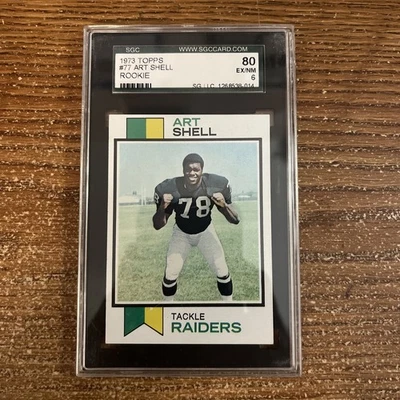 SGC WWW.SGCCARD.COM
1973 TOPPS 80
#77 ART SHELL EX/NM
ROOKIE 6
ART
SHELL
78
TACKLE
RAIDERS